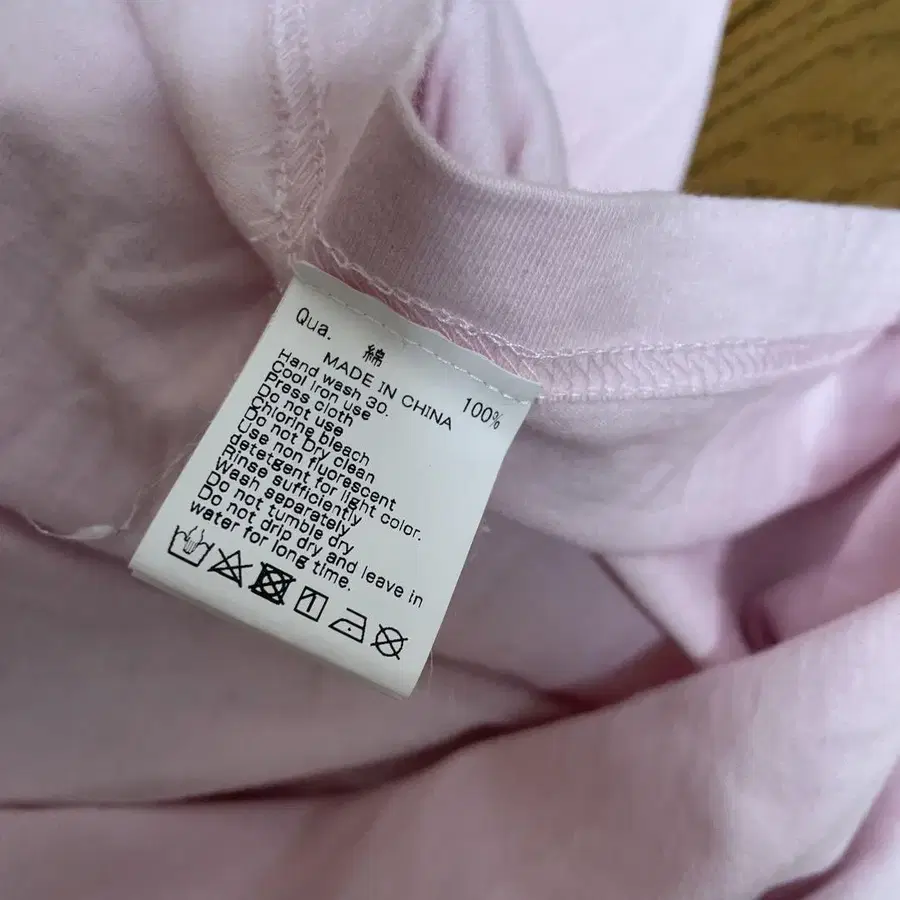 Qua.
綿 100%
MADE IN CHINA
Hand wash 30.
Cool Iron use
Press cloth
Do not use
Chlorine bleach
Do not Dry clean
Use non fluorescent
detetgent for light color.
Rinse sufficiently
Wash separately
Do not tumble dry
Do not drip dry and leave in
water for long time.